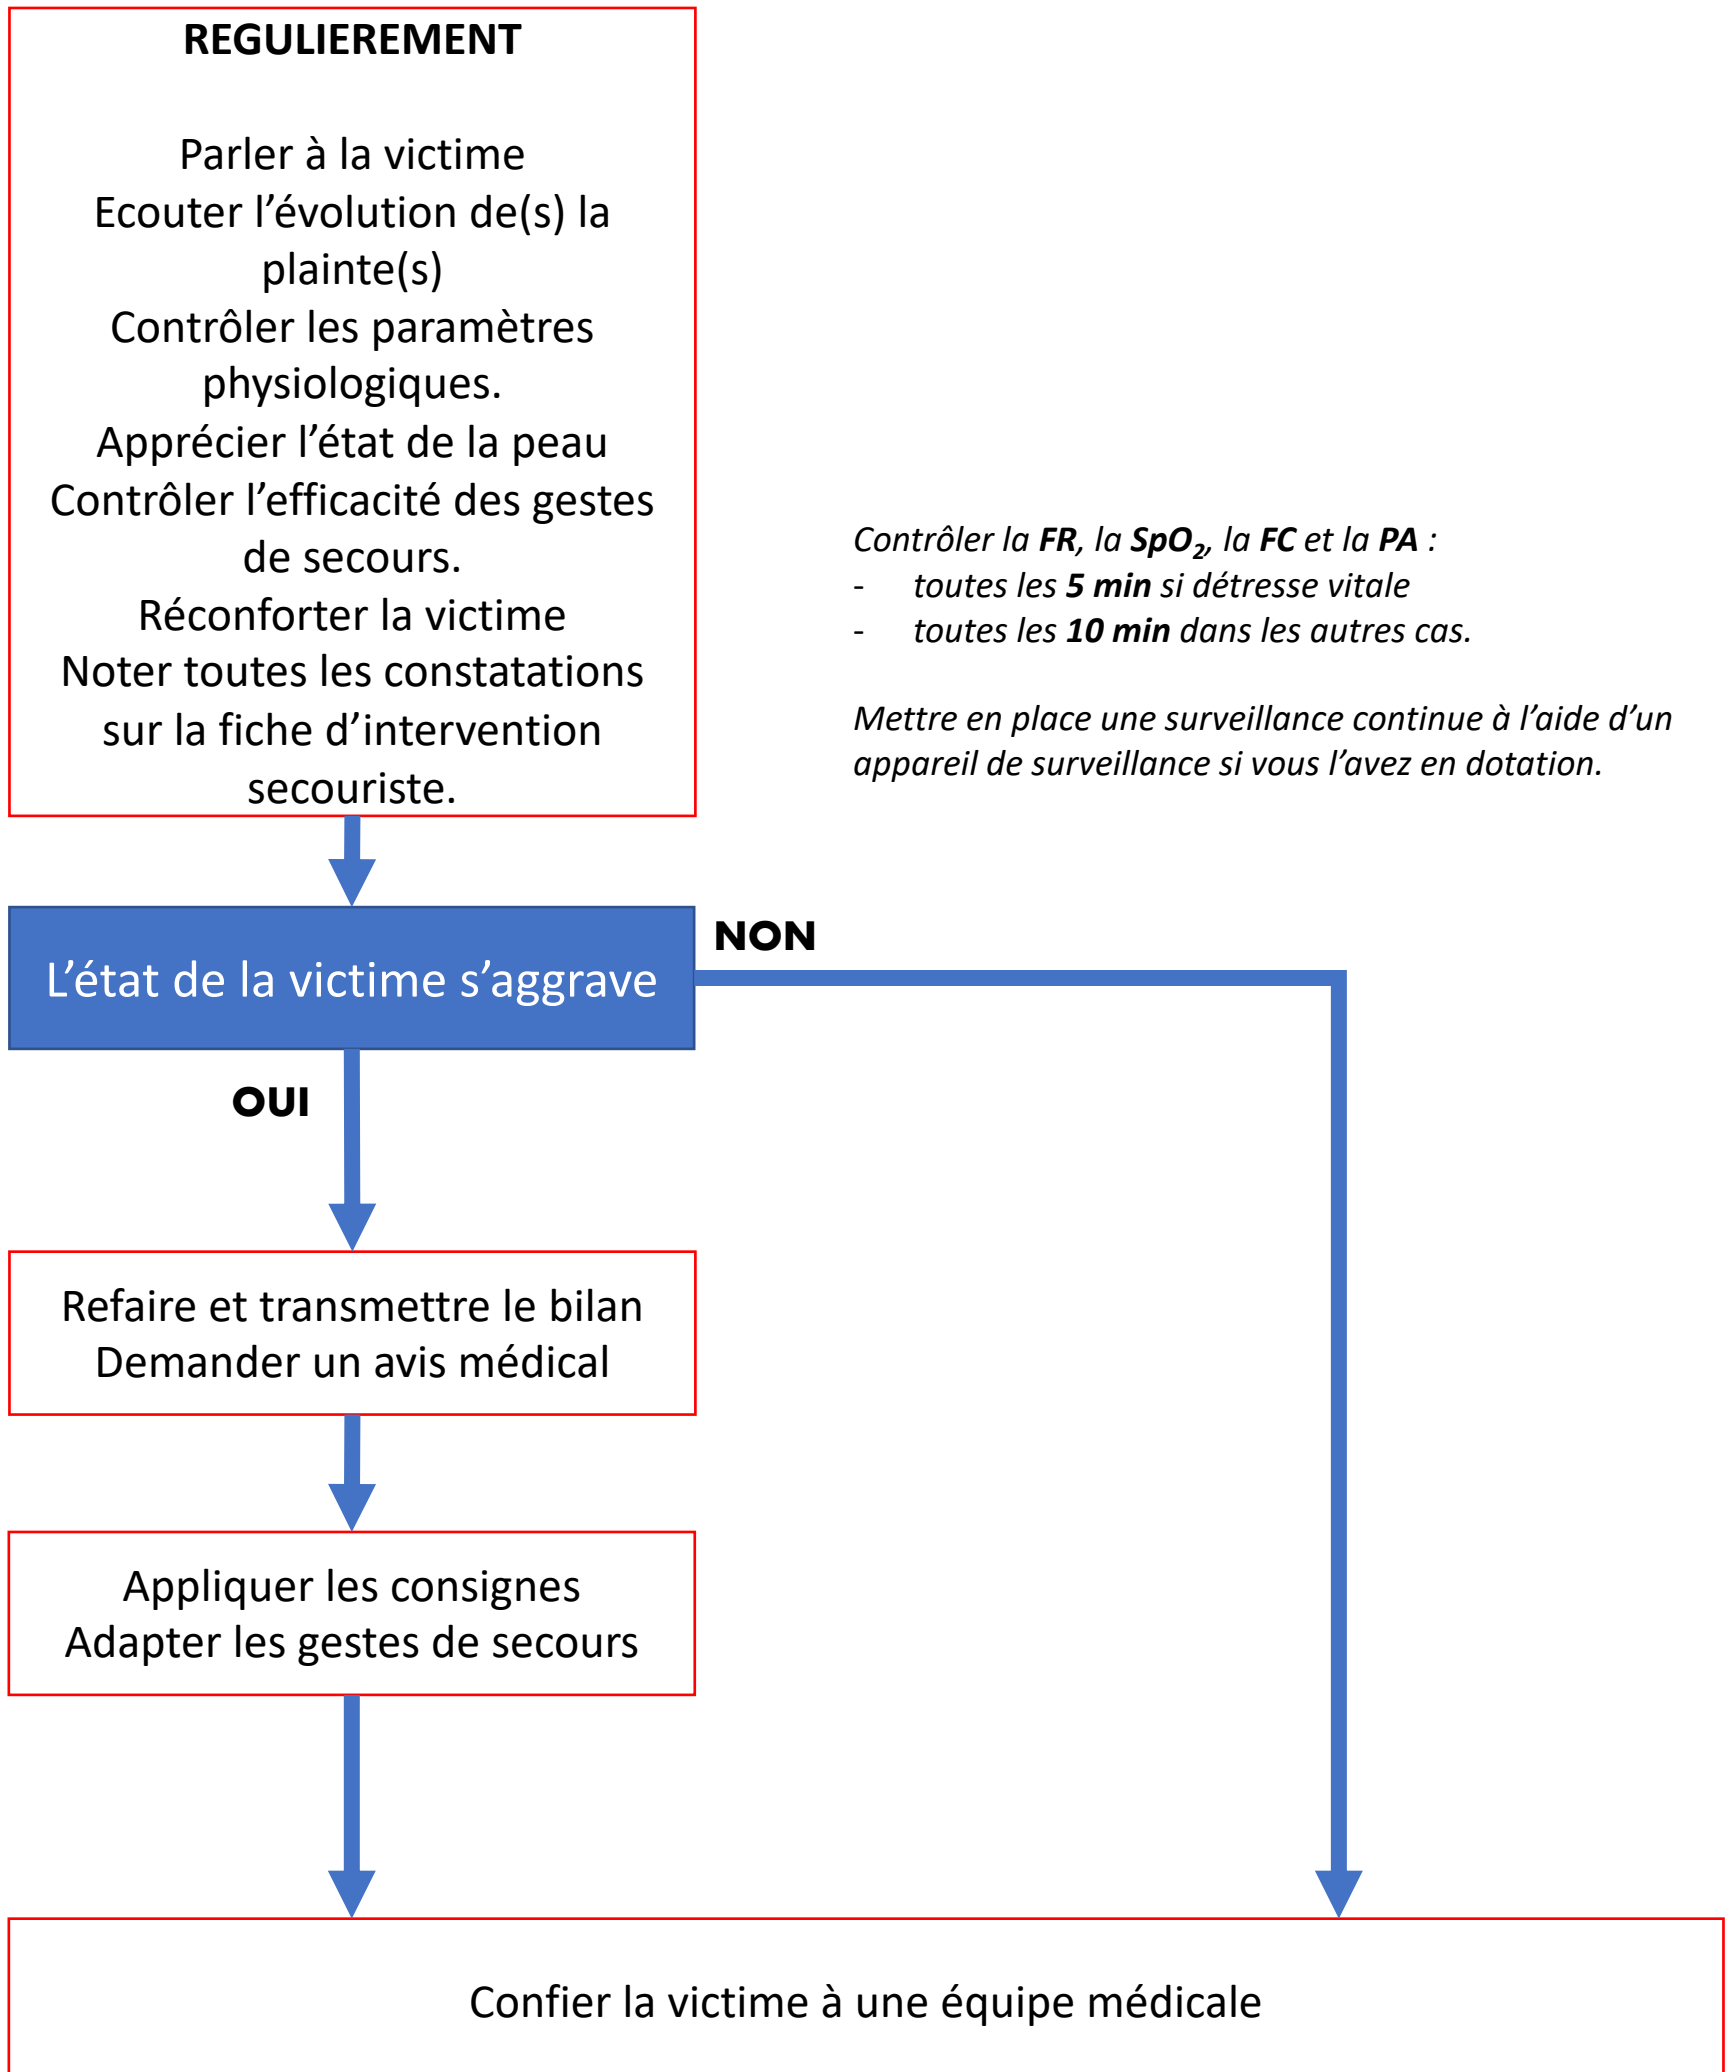 REGULIEREMENT
Parler à la victime
Ecouter l’évolution de(s) la
plainte(s)
Contrôler les paramètres
physiologiques.
Apprécier l’état de la peau
Contrôler l’efficacité des gestes
de secours.
Réconforter la victime
Noter toutes les constatations
sur la fiche d’intervention
secouriste.
Contrôler la FR, la SpO₂, la FC et la PA :
- toutes les 5 min si détresse vitale
- toutes les 10 min dans les autres cas.
Mettre en place une surveillance continue à l’aide d’un
appareil de surveillance si vous l’avez en dotation.
L’état de la victime s’aggrave
NON
OUI
Refaire et transmettre le bilan
Demander un avis médical
Appliquer les consignes
Adapter les gestes de secours
Confier la victime à une équipe médicale